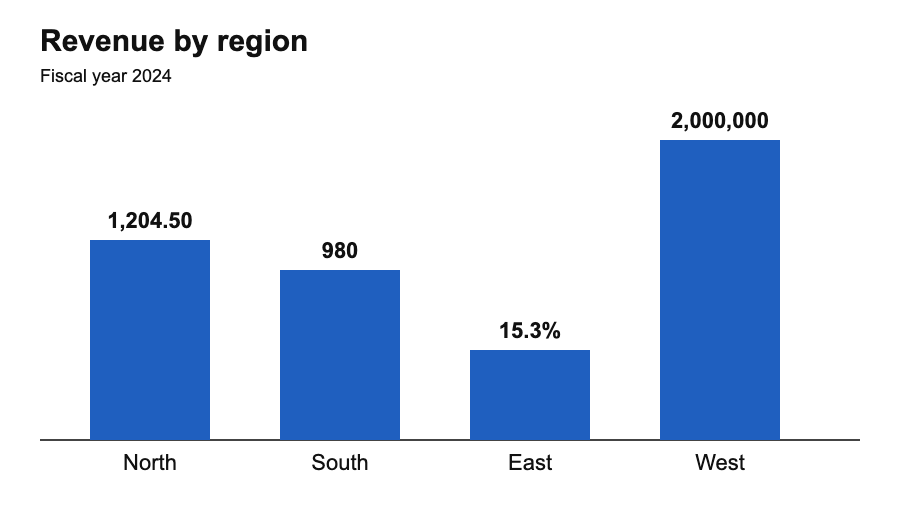 Revenue by region
Fiscal year 2024
2,000,000
1,204.50
980
15.3%
North South East West